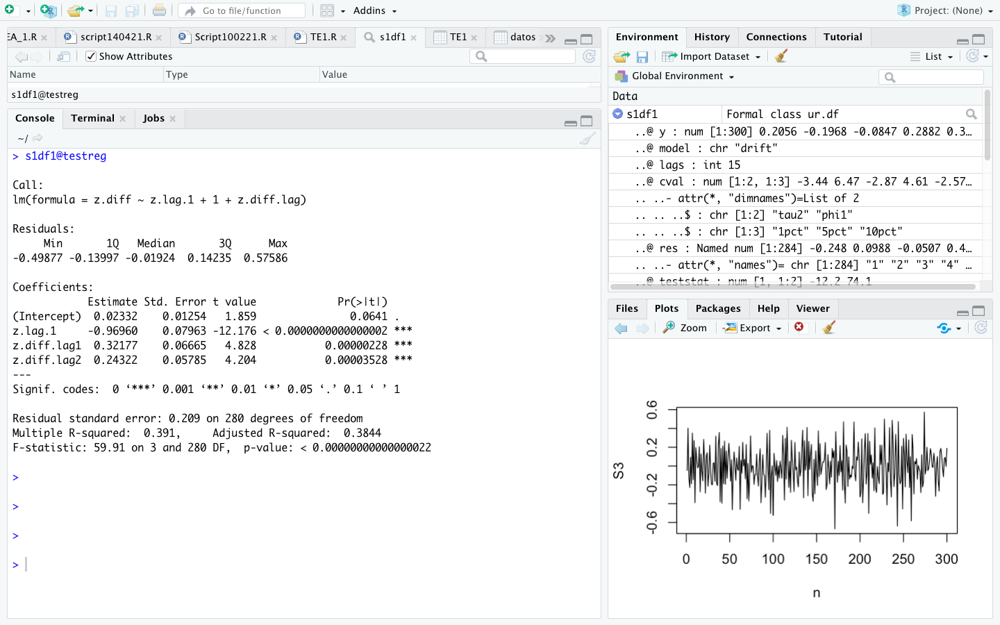 Go to file/function
Addins
Project: (None)
EA_1.R
script140421.R
Script100221.R
TE1.R
s1df1
TE1
datos
Show Attributes
Name Type Value
s1df1@testreg
Console Terminal Jobs
~/
> s1df1@testreg
Call:
lm(formula = z.diff ~ z.lag.1 + 1 + z.diff.lag)
Residuals:
Min 1Q Median 3Q Max
-0.49877 -0.13997 -0.01924 0.14235 0.57586
Coefficients:
Estimate Std. Error t value Pr(>|t|)
(Intercept) 0.02332 0.01254 1.859 0.0641 .
z.lag.1 -0.96960 0.07963 -12.176 < 0.0000000000000002 ***
z.diff.lag1 0.32177 0.06665 4.828 0.00000228 ***
z.diff.lag2 0.24322 0.05785 4.204 0.00003528 ***
---
Signif. codes: 0 ‘***’ 0.001 ‘**’ 0.01 ‘*’ 0.05 ‘.’ 0.1 ‘ ’ 1
Residual standard error: 0.209 on 280 degrees of freedom
Multiple R-squared: 0.391, Adjusted R-squared: 0.3844
F-statistic: 59.91 on 3 and 280 DF, p-value: < 0.00000000000000022
>
>
>
>
Environment History Connections Tutorial
Import Dataset List
Global Environment
Data
s1df1 Formal class ur.df
..@ y : num [1:300] 0.2056 -0.1968 -0.0847 0.2882 0.3…
..@ model : chr "drift"
..@ lags : int 15
..@ cval : num [1:2, 1:3] -3.44 6.47 -2.87 4.61 -2.57…
.. ..- attr(*, "dimnames")=List of 2
.. .. ..$ : chr [1:2] "tau2" "phi1"
.. .. ..$ : chr [1:3] "1pct" "5pct" "10pct"
..@ res : Named num [1:284] -0.248 0.0988 -0.0507 0.4…
.. ..- attr(*, "names")= chr [1:284] "1" "2" "3" "4" …
..@ teststat : num [1, 1:2] -12.2 74.1
Files Plots Packages Help Viewer
Zoom Export
S3
0.6
0.2
-0.2
-0.6
0 50 100 150 200 250 300
n